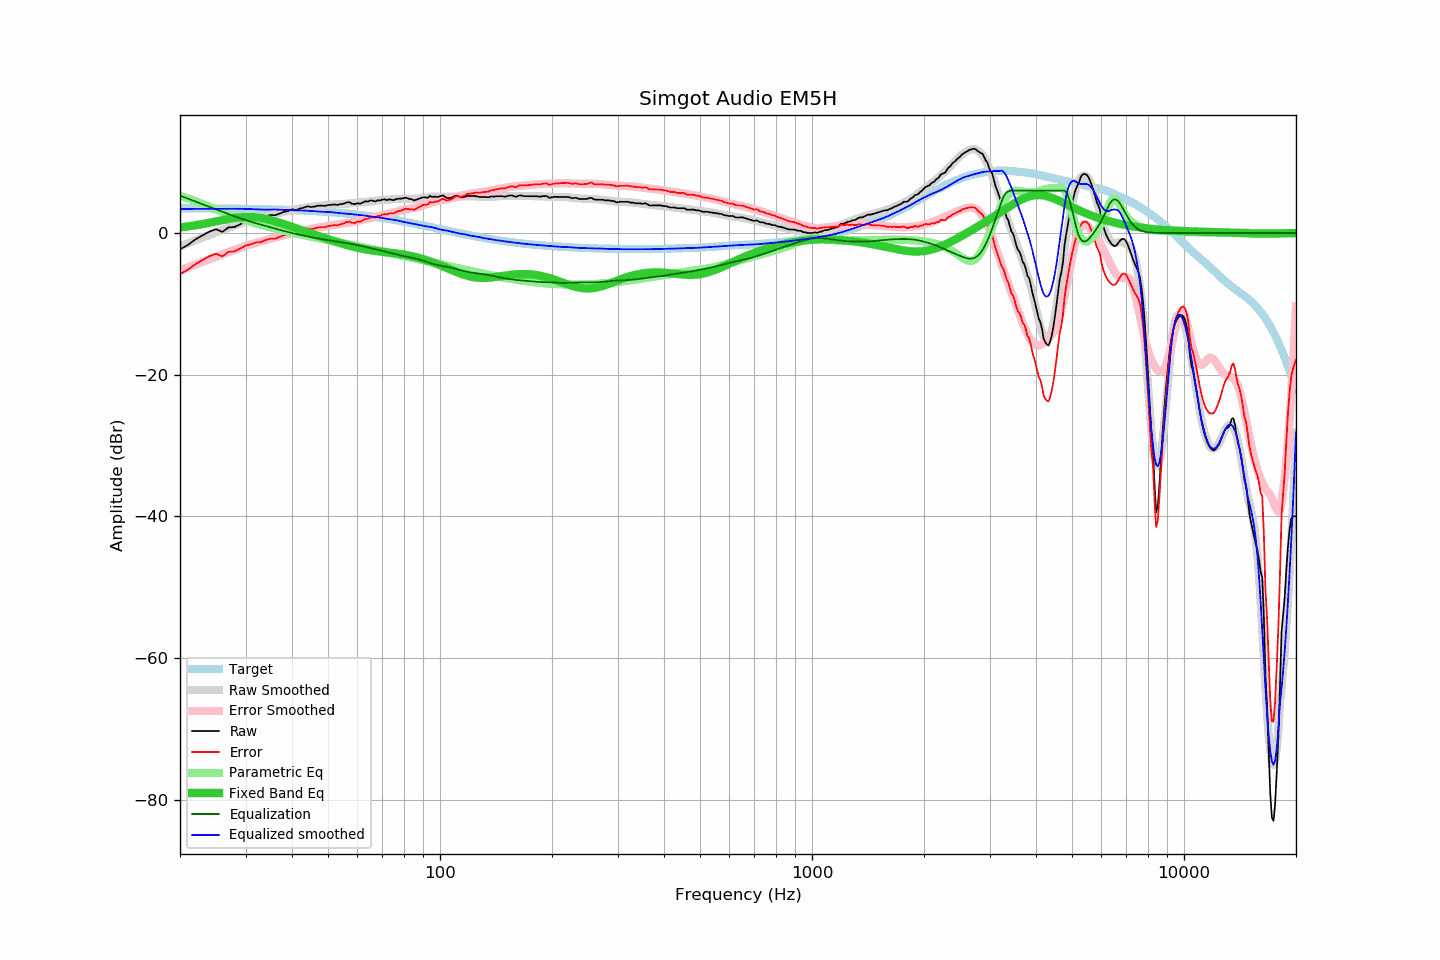 Simgot Audio EM5H
Amplitude (dBr)
0
−20
−40
−60
−80
Target
Raw Smoothed
Error Smoothed
Raw
Error
Parametric Eq
Fixed Band Eq
Equalization
Equalized smoothed
100 1000 10000
Frequency (Hz)